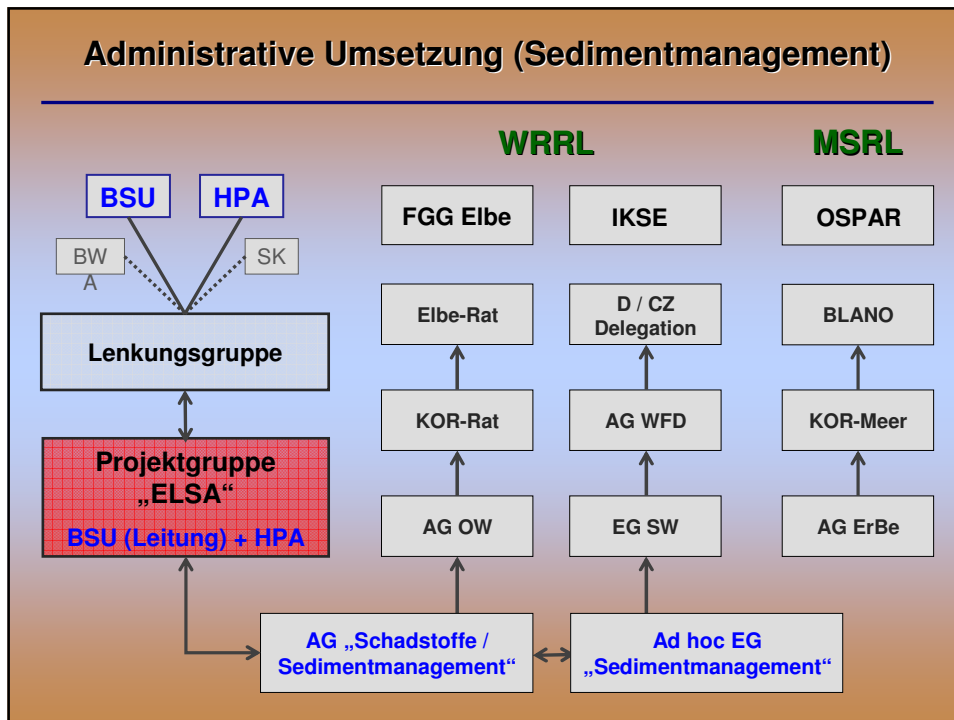 Administrative Umsetzung (Sedimentmanagement)
WRRL
MSRL
BSU
HPA
BW
A
SK
Lenkungsgruppe
Projektgruppe
„ELSA“
BSU (Leitung) + HPA
FGG Elbe
IKSE
OSPAR
Elbe-Rat
D / CZ
Delegation
BLANO
KOR-Rat
AG WFD
KOR-Meer
AG OW
EG SW
AG ErBe
AG „Schadstoffe /
Sedimentmanagement“
Ad hoc EG
„Sedimentmanagement“